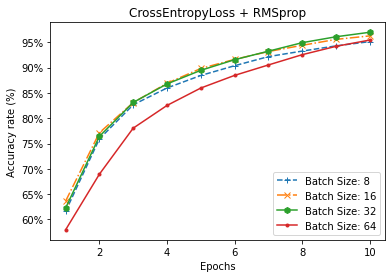 CrossEntropyLoss + RMSprop
Accuracy rate (%)
95%
90%
85%
80%
75%
70%
65%
60%
2
4
6
8
10
Epochs
Batch Size: 8
Batch Size: 16
Batch Size: 32
Batch Size: 64